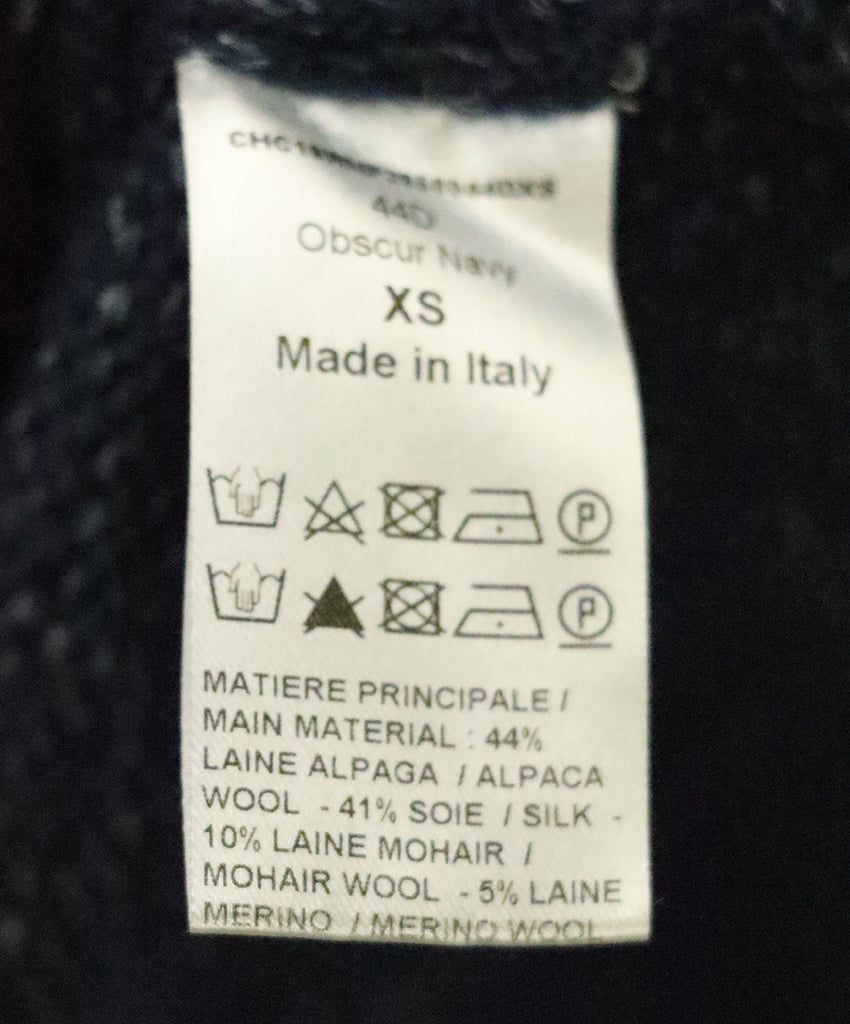 44D
Obscur Navy
XS
Made in Italy
P
P
MATIERE PRINCIPALE /
MAIN MATERIAL : 44%
LAINE ALPAGA / ALPACA
WOOL - 41% SOIE / SILK -
10% LAINE MOHAIR /
MOHAIR WOOL - 5% LAINE
MERINO / MERINO WOOL